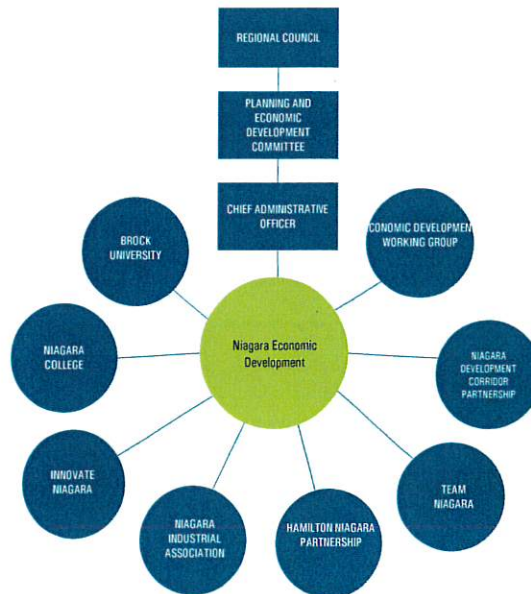 REGIONAL COUNCIL
PLANNING AND
ECONOMIC
DEVELOPMENT
COMMITTEE
CHIEF ADMINISTRATIVE
OFFICER
BROCK
UNIVERSITY
CONOMIC DEVELOPMEN
WORKING GROUP
Niagara Economic
Development
NIAGARA
COLLEGE
NIAGARA
DEVELOPMENT
CORRIDOR
PARTNERSHIP
INNOVATE
NIAGARA
TEAM
NIAGARA
NIAGARA
INDUSTRIAL
ASSOCIATION
HAMILTON NIAGARA
PARTNERSHIP